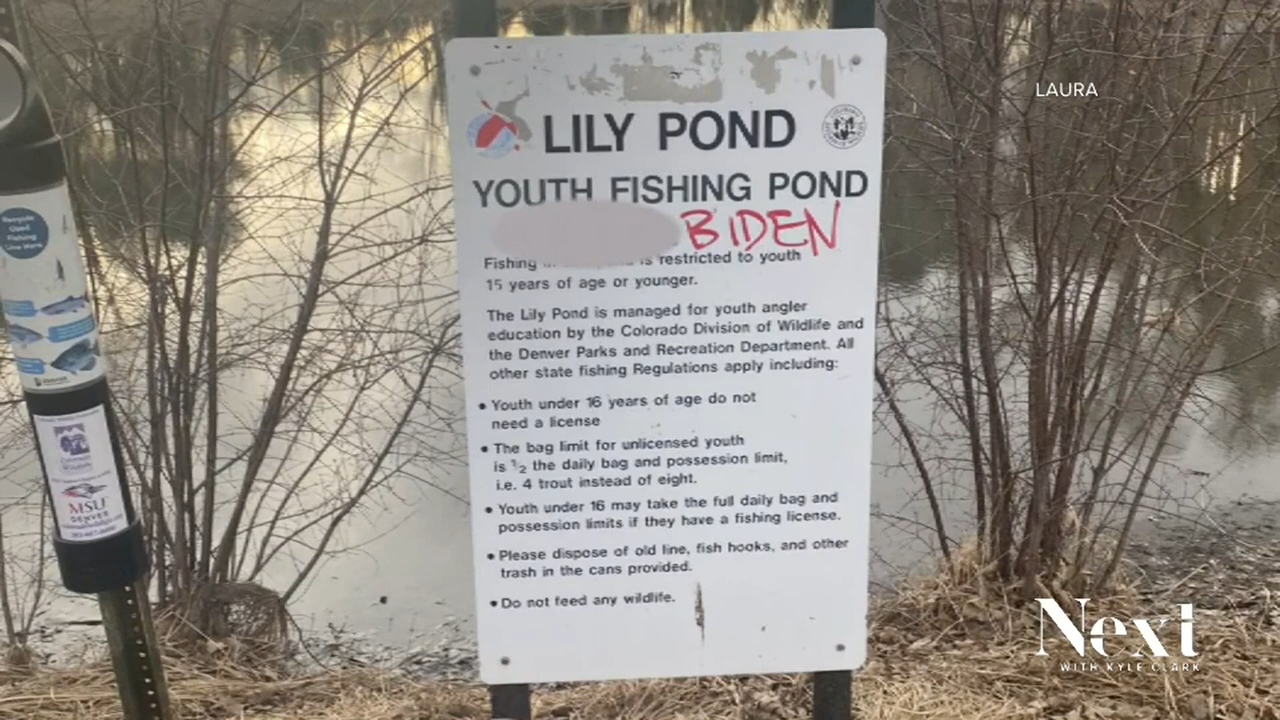 LAURA
LILY POND
YOUTH FISHING POND
BIDEN
Fishing is restricted to youth
15 years of age or younger.
The Lily Pond is managed for youth angler
education by the Colorado Division of Wildlife and
the Denver Parks and Recreation Department. All
other state fishing Regulations apply including:
• Youth under 16 years of age do not
need a license
• The bag limit for unlicensed youth
is 1/2 the daily bag and possession limit,
i.e. 4 trout instead of eight.
• Youth under 16 may take the full daily bag and
possession limits if they have a fishing license.
• Please dispose of old line, fish hooks, and other
trash in the cans provided.
• Do not feed any wildlife.
Recycle
Used
Fishing
Line Here
MSU
DENVER
Next
WITH KYLE CLARK